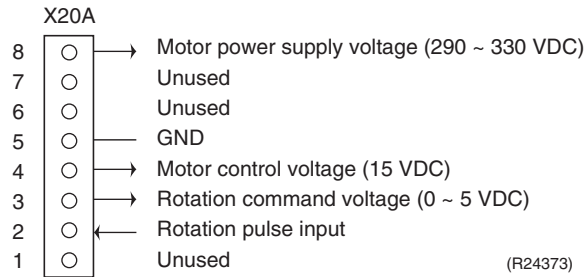 X20A
8 Motor power supply voltage (290 ~ 330 VDC)
7 Unused
6 Unused
5 GND
4 Motor control voltage (15 VDC)
3 Rotation command voltage (0 ~ 5 VDC)
2 Rotation pulse input
1 Unused
(R24373)